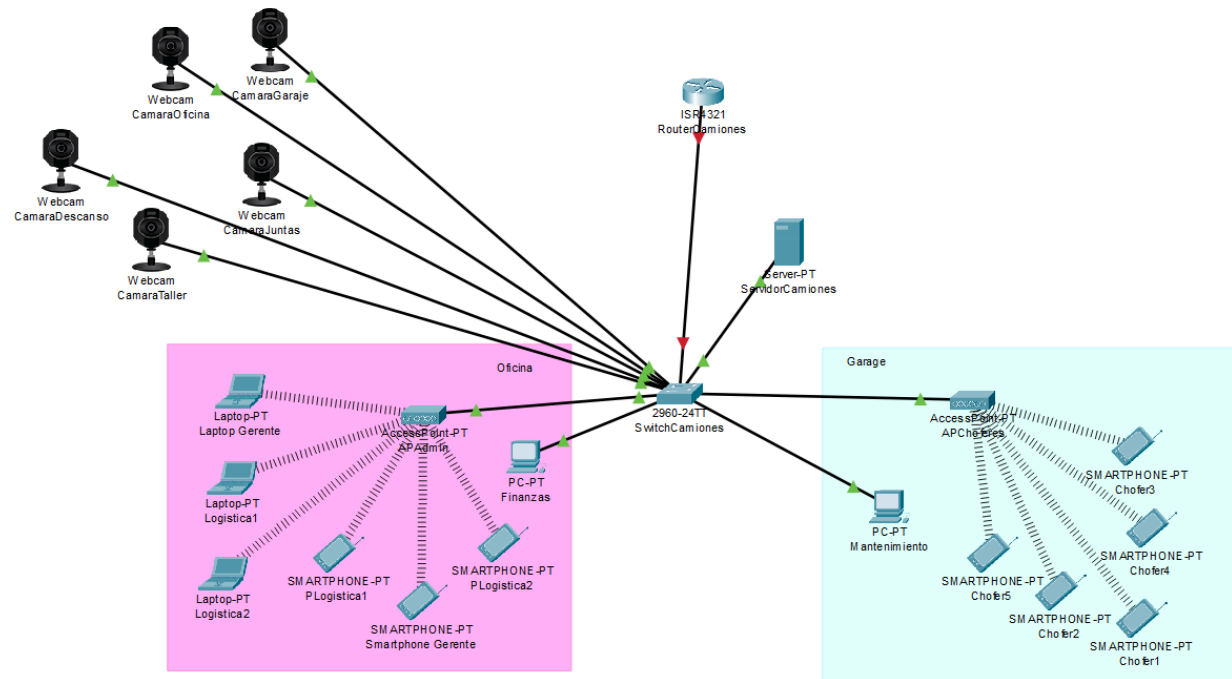 Webcam
CamaraGaraje
Webcam
CamaraOficina
ISR4321
RouterCamiones
Webcam
CamaraDescanso
Webcam
CamaraJuntas
Webcam
CamaraTaller
Server-PT
ServidorCamiones
Oficina
Garage
Laptop-PT
Laptop Gerente
AccessPoint-PT
APAdmin
2960-24TT
SwitchCamiones
AccessPoint-PT
APChoferes
Laptop-PT
Logistica1
PC-PT
Finanzas
SMARTPHONE-PT
Chofer3
PC-PT
Mantenimiento
SMARTPHONE-PT
Chofer4
Laptop-PT
Logistica2
SMARTPHONE-PT
PLogistica1
SMARTPHONE-PT
PLogistica2
SMARTPHONE-PT
Smartphone Gerente
SMARTPHONE-PT
Chofer5
SMARTPHONE-PT
Chofer2
SMARTPHONE-PT
Chofer1